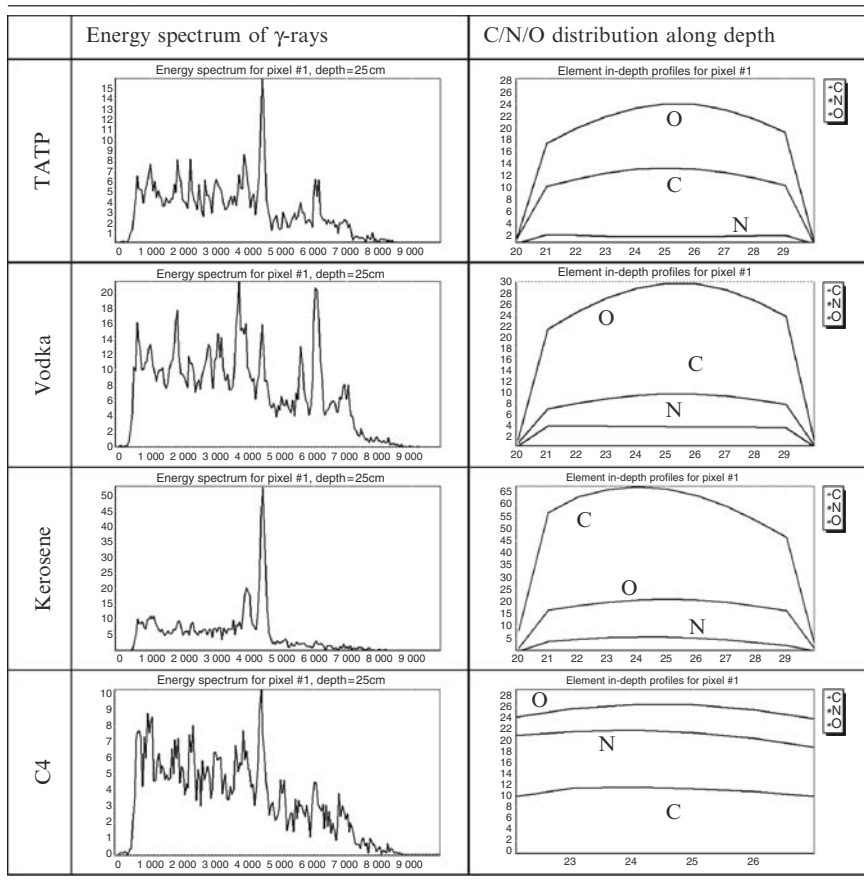 Energy spectrum of γ-rays
C/N/O distribution along depth
TATP
Energy spectrum for pixel #1, depth=25cm
15
14
13
12
11
10
9
8
7
6
5
4
3
2
1
0 1 000 2 000 3 000 4 000 5 000 6 000 7 000 8 000 9 000
Element in-depth profiles for pixel #1
28
26
24
22
20
18
16
14
12
10
8
6
4
2
20 21 22 23 24 25 26 27 28 29
O
C
N
C
N
O
Vodka
Energy spectrum for pixel #1, depth=25cm
20
18
16
14
12
10
8
6
4
2
0 1 000 2 000 3 000 4 000 5 000 6 000 7 000 8 000 9 000
Element in-depth profiles for pixel #1
30
28
26
24
22
20
18
16
14
12
10
8
6
4
2
20 21 22 23 24 25 26 27 28 29
O
C
N
C
N
O
Kerosene
Energy spectrum for pixel #1, depth=25cm
50
45
40
35
30
25
20
15
10
5
0 1 000 2 000 3 000 4 000 5 000 6 000 7 000 8 000 9 000
Element in-depth profiles for pixel #1
65
60
55
50
45
40
35
30
25
20
15
10
5
20 21 22 23 24 25 26 27 28 29
C
O
N
C
N
O
C4
Energy spectrum for pixel #1, depth=25cm
10
9
8
7
6
5
4
3
2
1
0
0 1 000 2 000 3 000 4 000 5 000 6 000 7 000 8 000 9 000
Element in-depth profiles for pixel #1
28
26
24
22
20
18
16
14
12
10
8
6
4
2
0
23 24 25 26
O
N
C
C
N
O